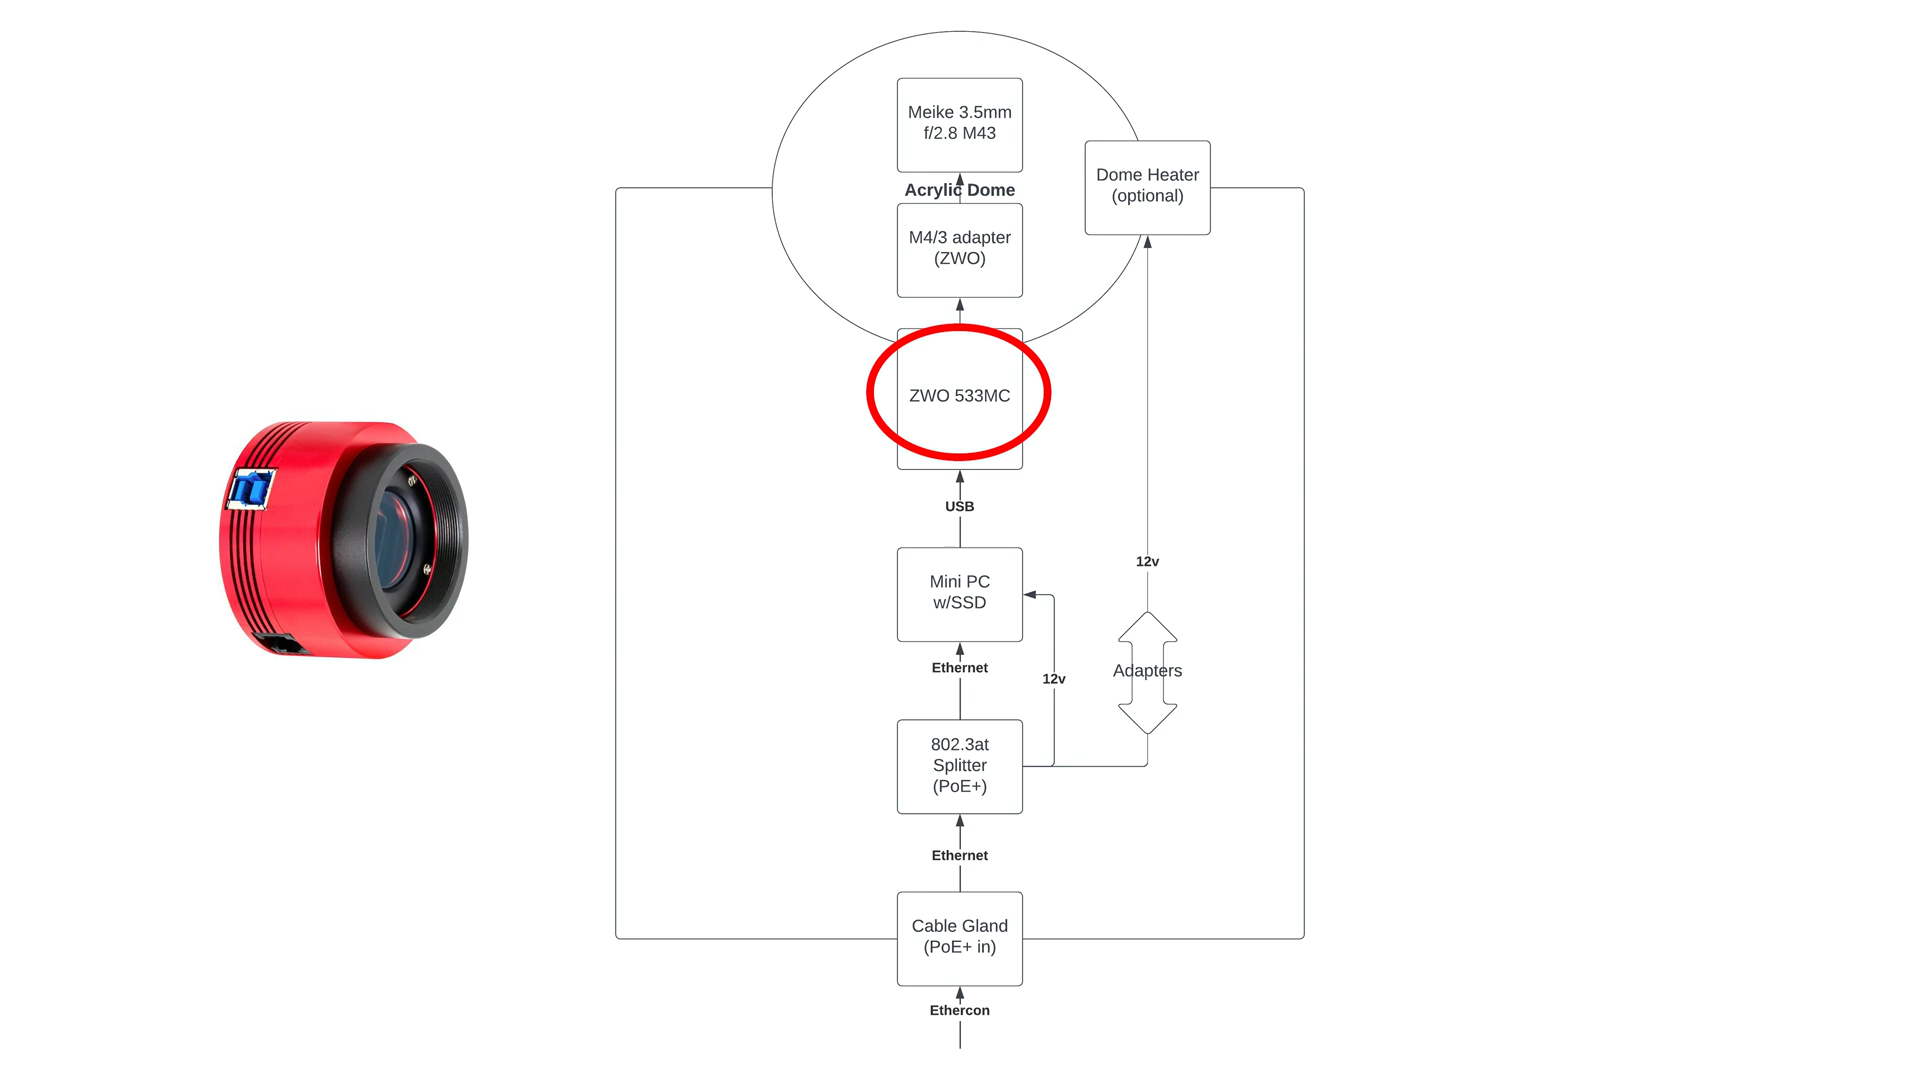 Meike 3.5mm
f/2.8 M43
Dome Heater
(optional)
Acrylic Dome
M4/3 adapter
(ZWO)
ZWO 533MC
USB
12v
Mini PC
w/SSD
Ethernet
12v
Adapters
802.3at
Splitter
(PoE+)
Ethernet
Cable Gland
(PoE+ in)
Ethercon